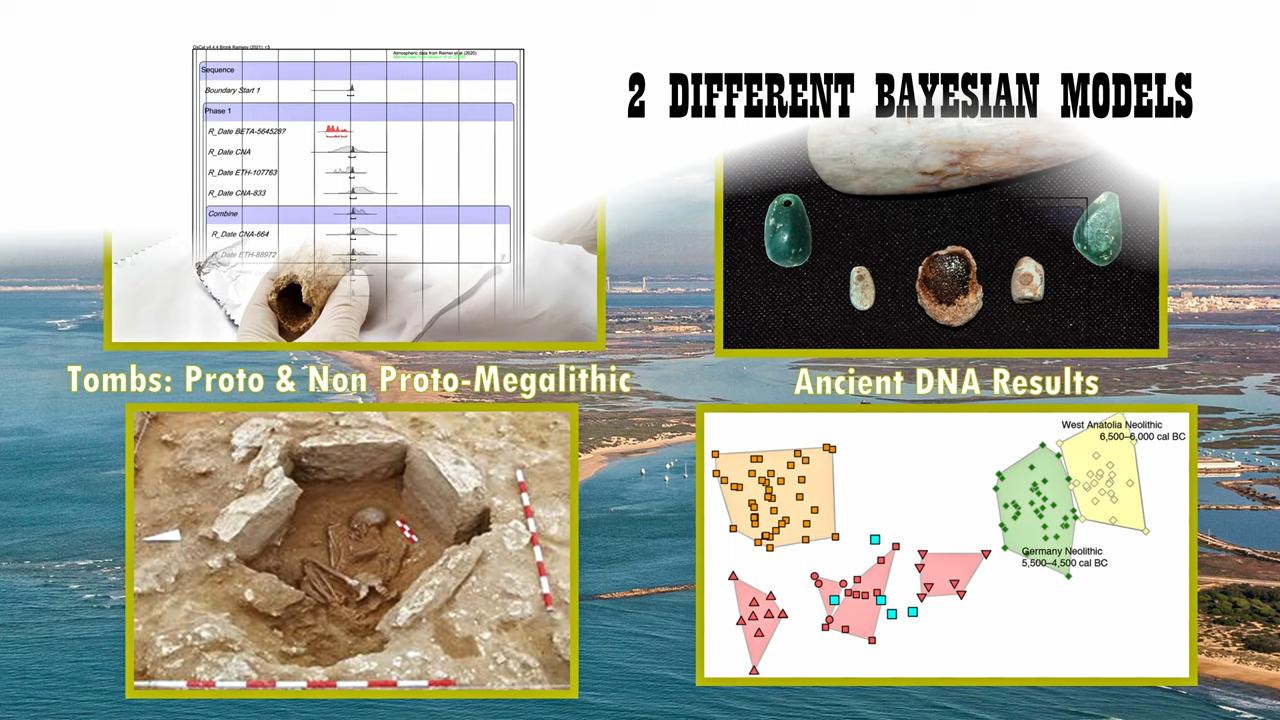 OxCal v4.4.4 Bronk Ramsey (2021); r:5
Atmospheric data from Reimer et al (2020)
Sequence
Boundary Start 1
Phase 1
R_Date BETA-564528?
R_Date CNA
R_Date ETH-107763
R_Date CNA-833
Combine
R_Date CNA-664
R_Date ETH-88972
2 DIFFERENT BAYESIAN MODELS
Tombs: Proto & Non Proto-Megalithic
Ancient DNA Results
West Anatolia Neolithic
6,500–6,000 cal BC
Germany Neolithic
5,500–4,500 cal BC